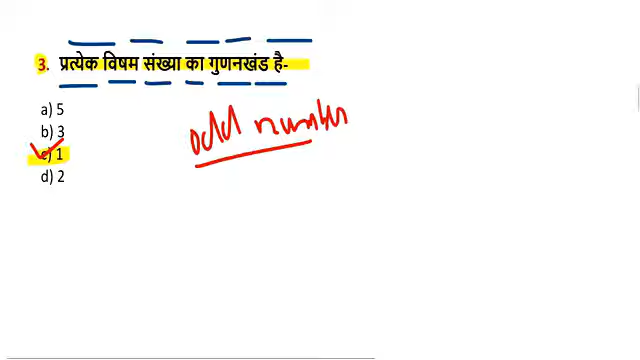 3. प्रत्येक विषम संख्या का गुणनखंड है-
a) 5
odd number
b) 3
c) 1
d) 2